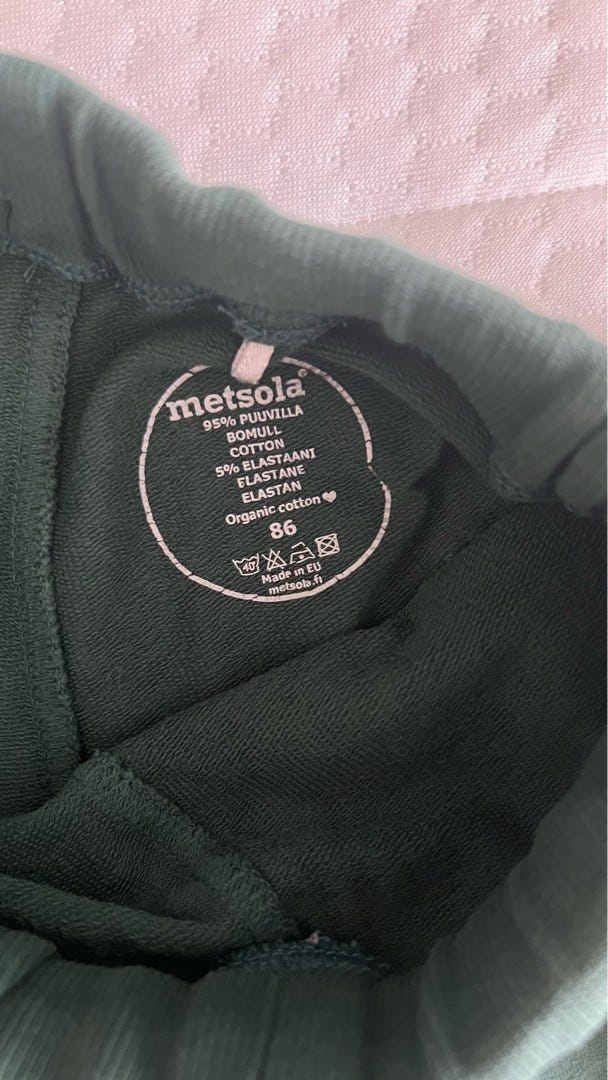 metsola®
95% PUUVILLA
BOMULL
COTTON
5% ELASTAANI
ELASTANE
ELASTAN
Organic cotton♥
86
40
Made in EU
metsola.fi